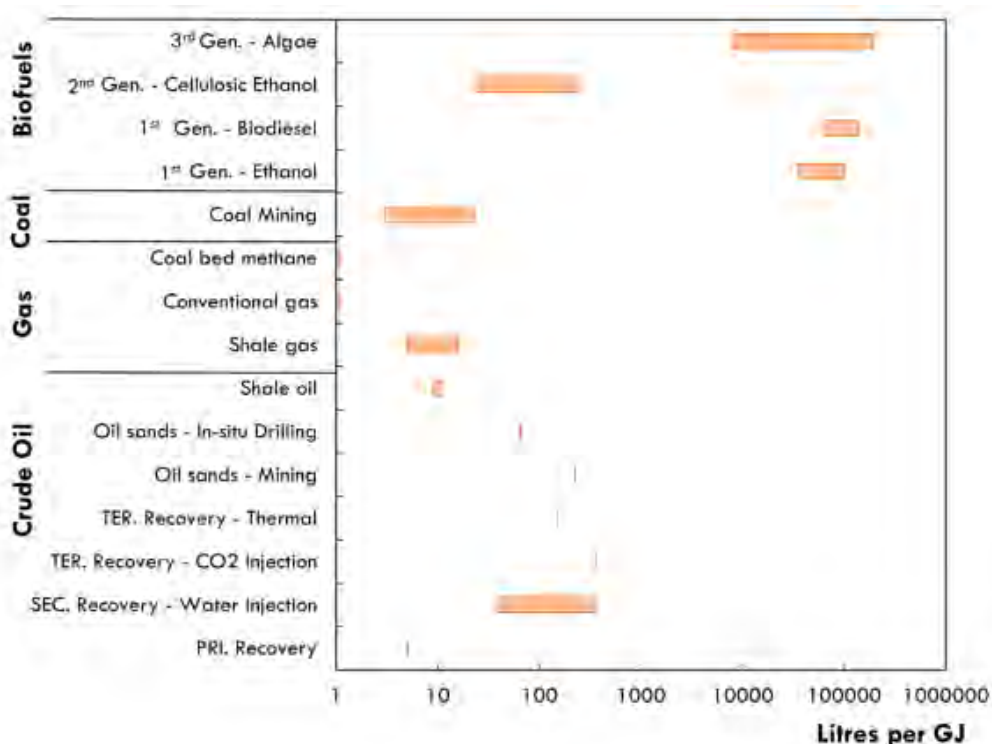 Biofuels
3rd Gen. - Algae
2nd Gen. - Cellulosic Ethanol
1st Gen. - Biodiesel
1st Gen. - Ethanol
Coal
Coal Mining
Gas
Coal bed methane
Conventional gas
Shale gas
Crude Oil
Shale oil
Oil sands - In-situ Drilling
Oil sands - Mining
TER. Recovery - Thermal
TER. Recovery - CO2 Injection
SEC. Recovery - Water Injection
PRI. Recovery
1 10 100 1000 10000 100000 1000000
Litres per GJ